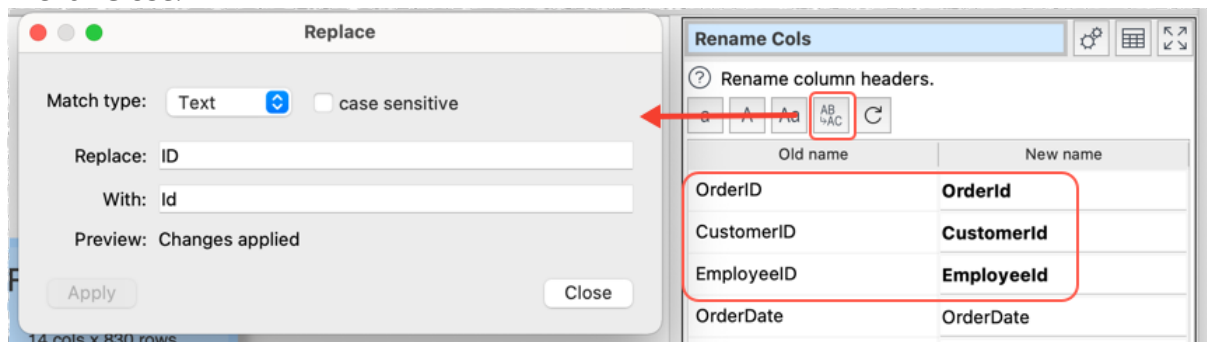 Replace
Match type: Text case sensitive
Replace: ID
With: Id
Preview: Changes applied
Apply Close
14 cols x 830 rows
Rename Cols
? Rename column headers.
a A Aa AB AC
Old name New name
OrderID OrderId
CustomerID CustomerId
EmployeeID EmployeeId
OrderDate OrderDate